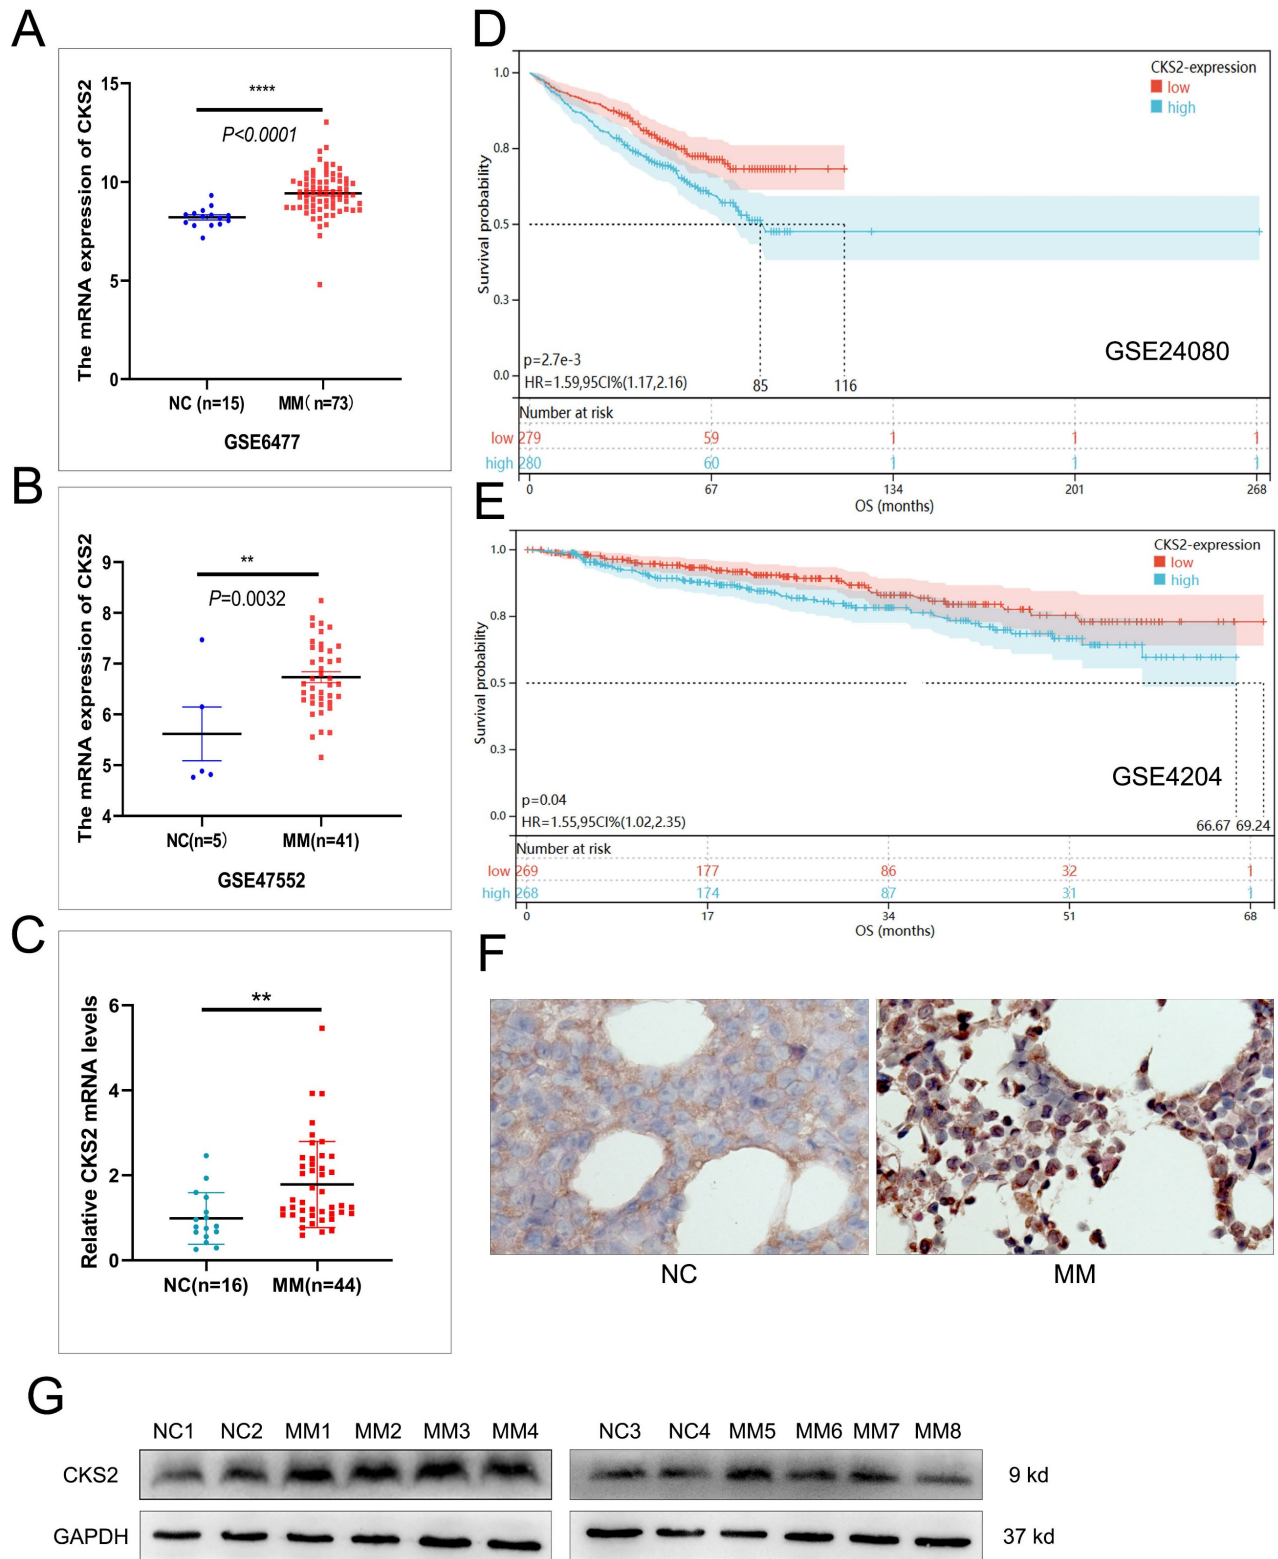 A
The mRNA expression of CKS2
15
10
5
0
****
P<0.0001
NC (n=15)
MM( n=73)
GSE6477
B
The mRNA expression of CKS2
9
8
7
6
5
4
**
P=0.0032
NC(n=5)
MM(n=41)
GSE47552
C
Relative CKS2 mRNA levels
6
4
2
0
**
NC(n=16)
MM(n=44)
D
Survival probability
1.0
0.8
0.5
0.3
0.0
CKS2-expression
low
high
GSE24080
p=2.7e-3
HR=1.59,95CI%(1.17,2.16)
85
116
Number at risk
low 279 59 1 1 1
high 280 60 1 1 1
0 67 134 201 268
OS (months)
E
Survival probability
1.0
0.8
0.5
0.3
0.0
CKS2-expression
low
high
GSE4204
p=0.04
HR=1.55,95CI%(1.02,2.35)
66.67 69.24
Number at risk
low 269 177 86 32 1
high 268 174 87 31 1
0 17 34 51 68
OS (months)
F
NC
MM
G
NC1 NC2 MM1 MM2 MM3 MM4 NC3 NC4 MM5 MM6 MM7 MM8
CKS2 9 kd
GAPDH 37 kd